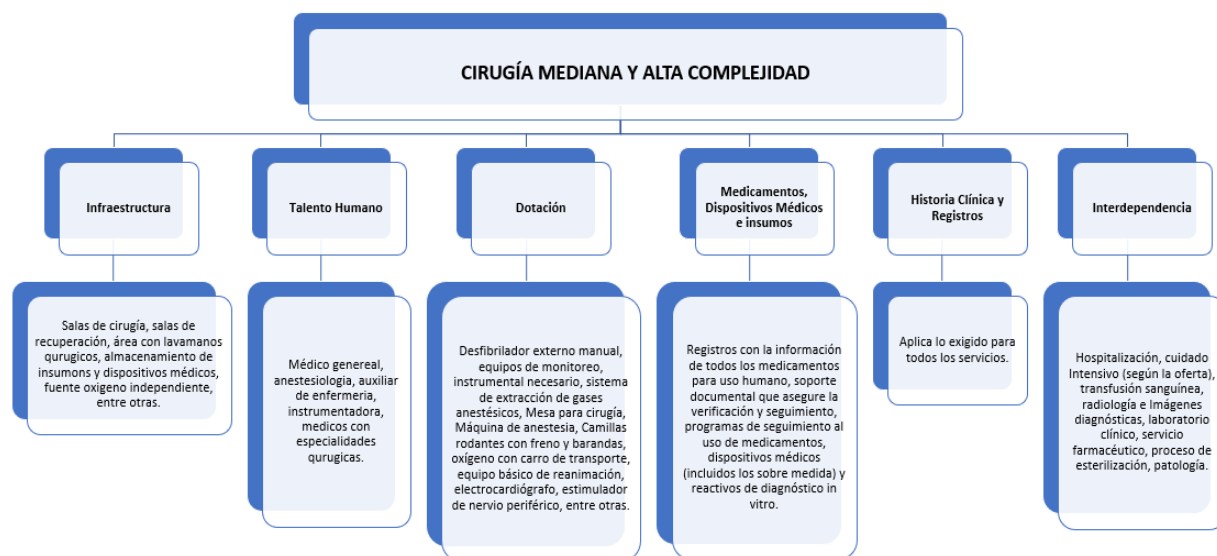 CIRUGÍA MEDIANA Y ALTA COMPLEJIDAD
Infraestructura
Talento Humano
Dotación
Medicamentos,
Dispositivos Médicos
e insumos
Historia Clínica y
Registros
Interdependencia
Salas de cirugía, salas de
recuperación, área con lavamanos
qurugicos, almacenamiento de
insumons y dispositivos médicos,
fuente oxigeno independiente,
entre otras.
Médico genereal,
anestesiologia, auxiliar
de enfermeria,
instrumentadora,
medicos con
especialidades
qurugicas.
Desfibrilador externo manual,
equipos de monitoreo,
instrumental necesario, sistema
de extracción de gases
anestésicos, Mesa para cirugía,
Máquina de anestesia, Camillas
rodantes con freno y barandas,
oxígeno con carro de transporte,
equipo básico de reanimación,
electrocardiógrafo, estimulador
de nervio periférico, entre otras.
Registros con la información
de todos los medicamentos
para uso humano, soporte
documental que asegure la
verificación y seguimiento,
programas de seguimiento al
uso de medicamentos,
dispositivos médicos
(incluidos los sobre medida) y
reactivos de diagnóstico in
vitro.
Aplica lo exigido para
todos los servicios.
Hospitalización, cuidado
Intensivo (según la oferta),
transfusión sanguínea,
radiología e Imágenes
diagnósticas, laboratorio
clínico, servicio
farmacéutico, proceso de
esterilización, patología.